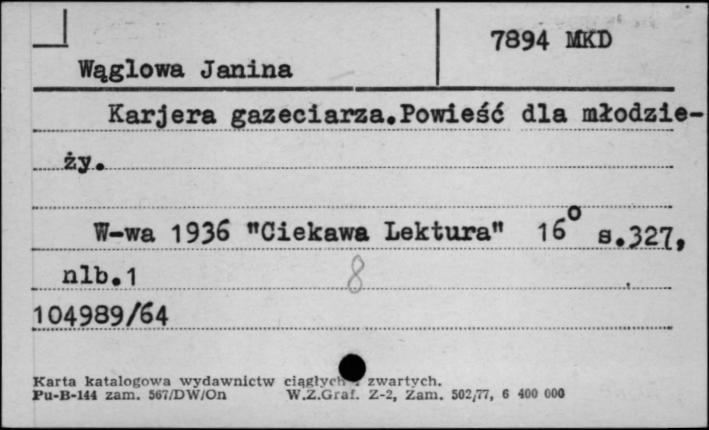 7894 MKD
Wąglowa Janina
Karjera gazeciarza.Powieść dla młodzie-
ży.
W-wa 1936 "Ciekawa Lektura" 16° s.327,
nlb.1
8
104989/64
Karta katalogowa wydawnictw ciągłych i zwartych.
Pu-B-144 zam. 567/DW/On W.Z.Graf. Z-2, Zam. 502/77, 6 400 000